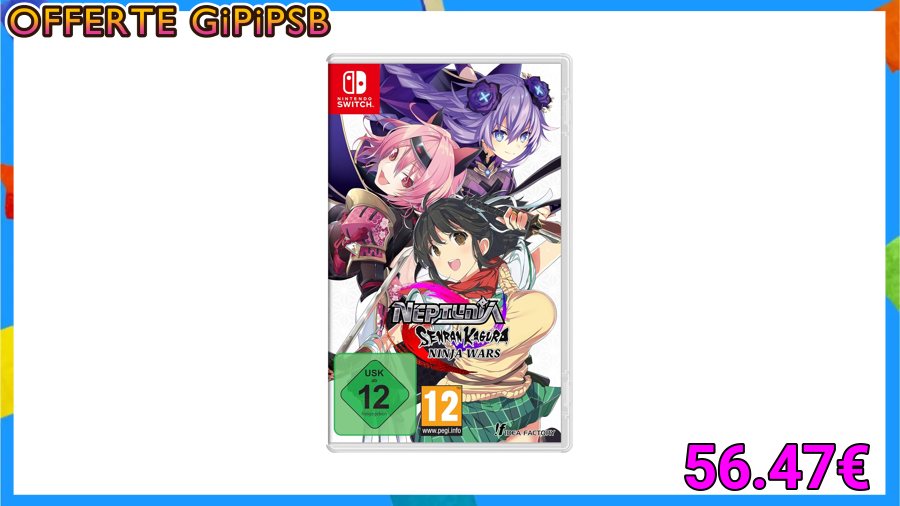 OFFERTE GiPiPSB
NINTENDO
SWITCH.
NEPTUNIA
SENRAN KAGURA
NINJA WARS
USK
ab
12
12
www.pegi.info
IDEA FACTORY
56.47€